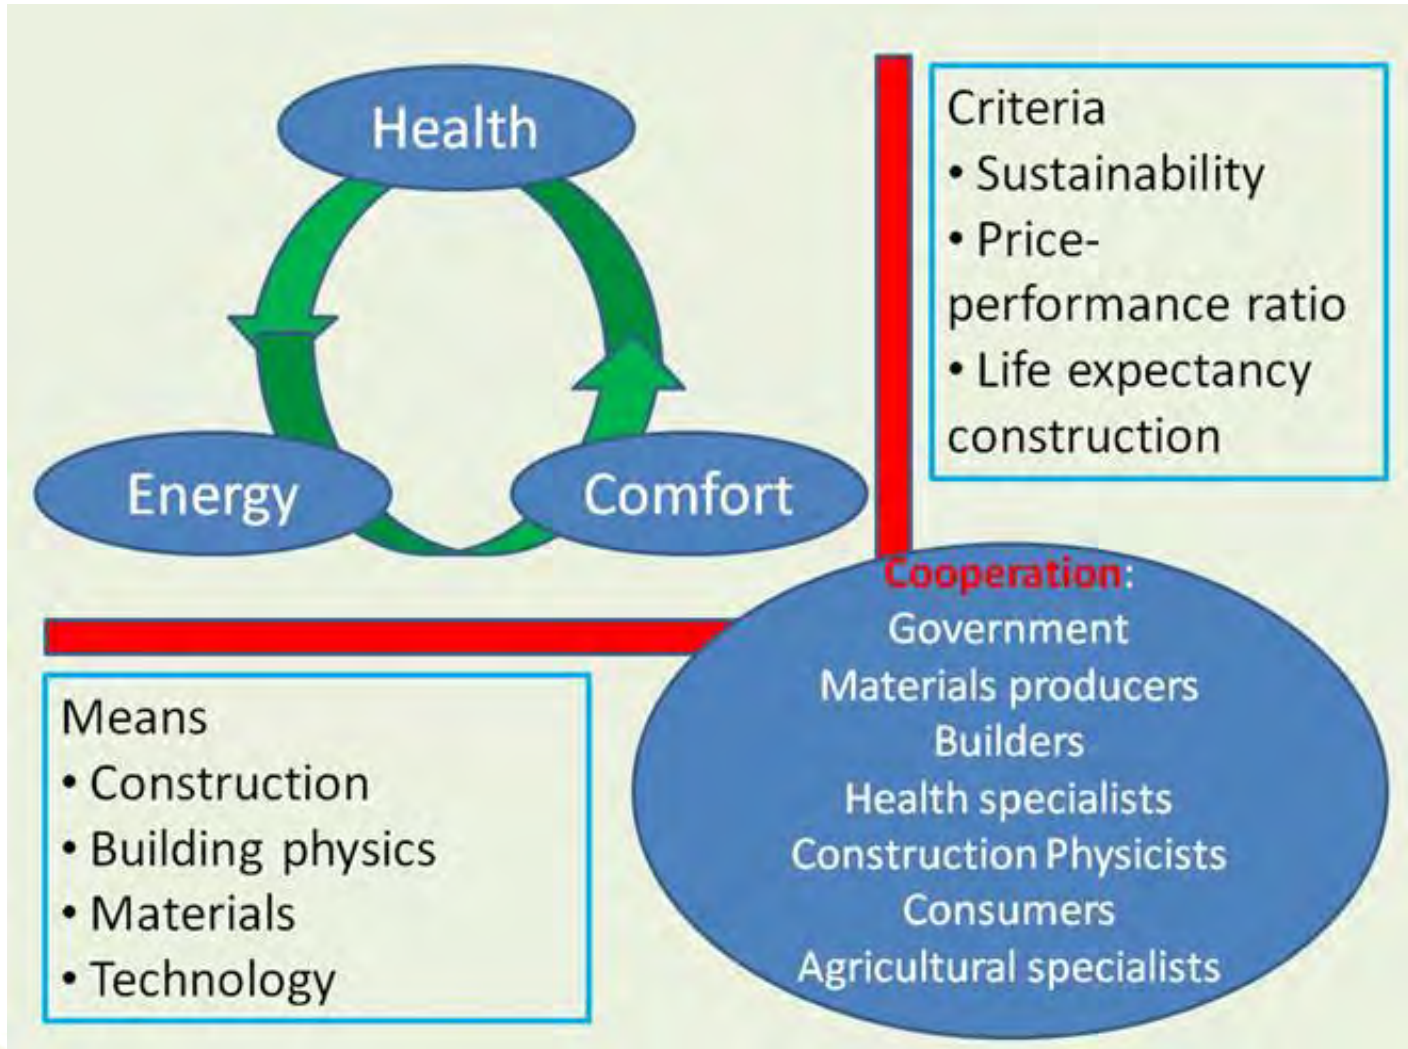 Health
Energy
Comfort
Criteria
• Sustainability
• Price-
performance ratio
• Life expectancy
construction
Means
• Construction
• Building physics
• Materials
• Technology
Cooperation:
Government
Materials producers
Builders
Health specialists
Construction Physicists
Consumers
Agricultural specialists